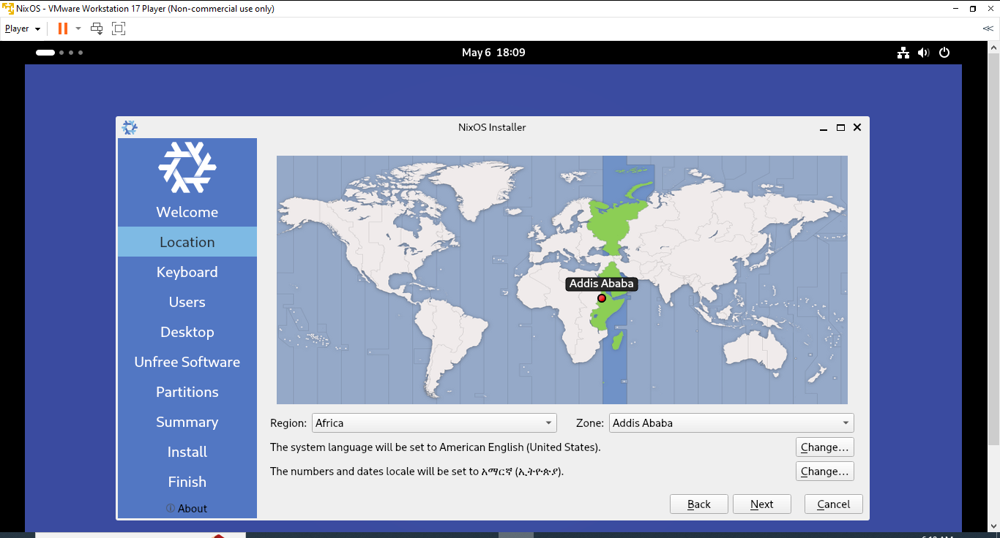 NixOS - VMware Workstation 17 Player (Non-commercial use only)
Player
May 6 18:09
NixOS Installer
Welcome
Location
Keyboard
Users
Desktop
Unfree Software
Partitions
Summary
Install
Finish
About
Addis Ababa
Region: Africa Zone: Addis Ababa
The system language will be set to American English (United States). Change...
The numbers and dates locale will be set to አማርኛ (ኢትዮጵያ). Change...
Back Next Cancel